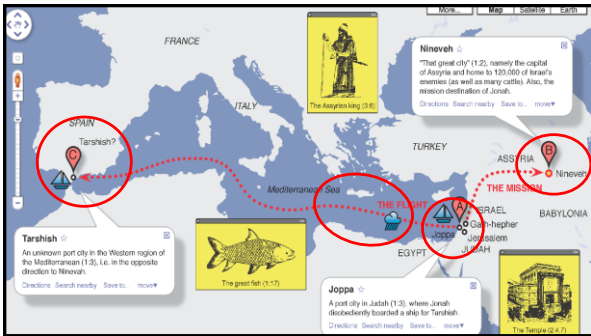 More...
Map
Satellite
Earth
FRANCE
Nineveh
"That great city" (1:2), namely the capital
of Assyria and home to 120,000 of Israel's
enemies (as well as many cattle). Also, the
mission destination of Jonah.
Directions Search nearby Save to... move▾
The Assyrian king (3:6)
ITALY
SPAIN
Tarshish?
C
TURKEY
ASSYRIA
B
Nineveh
THE MISSION
Mediterranean Sea
THE FLIGHT
A
ISRAEL
Gath-hepher
Joppa
Jerusalem
JUDAH
BABYLONIA
EGYPT
Tarshish
An unknown port city in the Western region of
the Mediterranean (1:3), i.e. in the opposite
direction to Ninevah.
Directions Search nearby Save to... move▾
The great fish (1:17)
Joppa
A port city in Judah (1:3), where Jonah
disobediently boarded a ship for Tarshish.
Directions Search nearby Save to... move▾
The Temple (2:4,7)